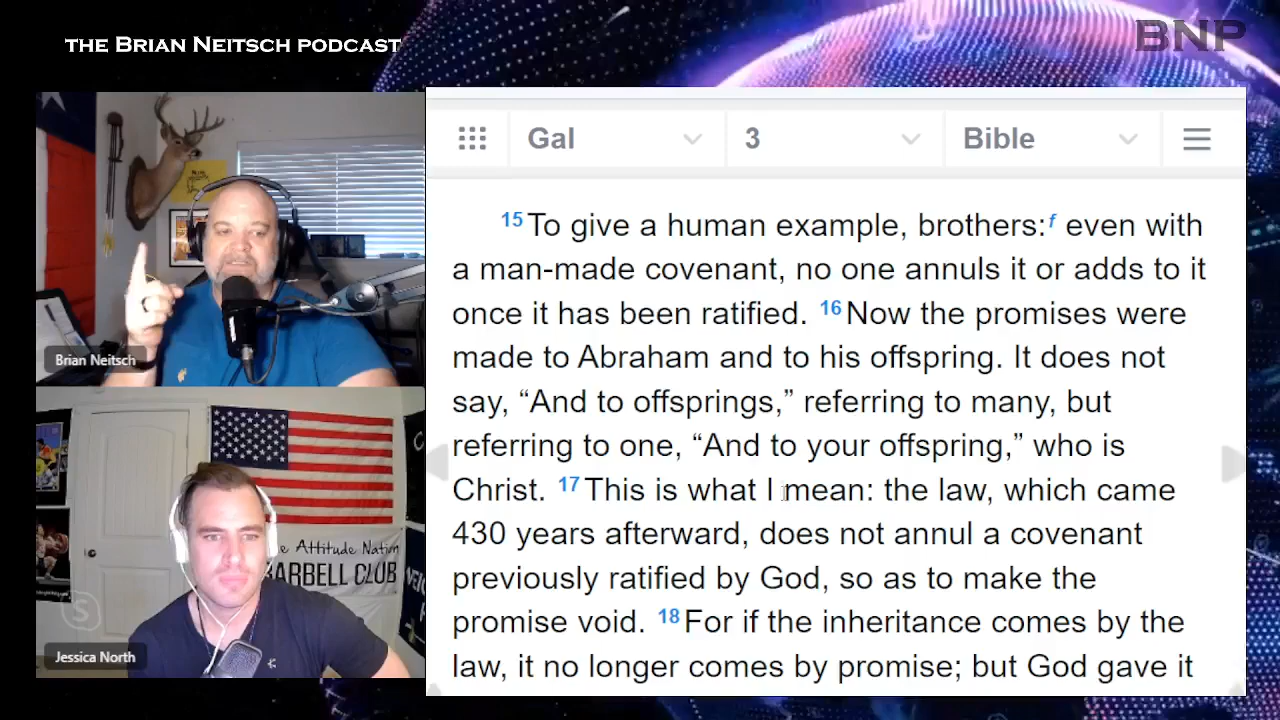 THE BRIAN NEITSCH PODCAST
BNP
Gal
3
Bible
15 To give a human example, brothers:f even with
a man-made covenant, no one annuls it or adds to it
once it has been ratified. 16 Now the promises were
made to Abraham and to his offspring. It does not
say, “And to offsprings,” referring to many, but
referring to one, “And to your offspring,” who is
Christ. 17 This is what I mean: the law, which came
430 years afterward, does not annul a covenant
previously ratified by God, so as to make the
promise void. 18 For if the inheritance comes by the
law, it no longer comes by promise; but God gave it
Brian Neitsch
e Attitude Nation
BARBELL CLUB
Jessica North